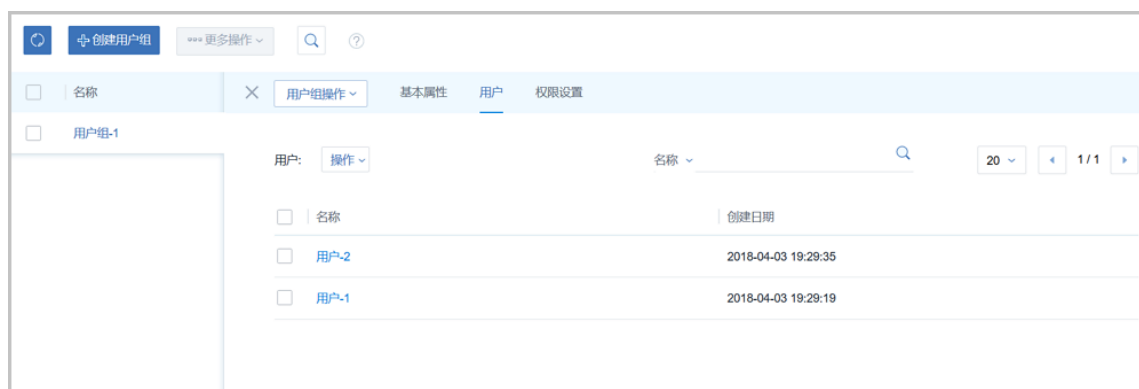 创建用户组 更多操作
名称 用户组操作 基本属性 用户 权限设置
用户组-1
用户: 操作 名称 20 1 / 1
名称 创建日期
用户-2 2018-04-03 19:29:35
用户-1 2018-04-03 19:29:19